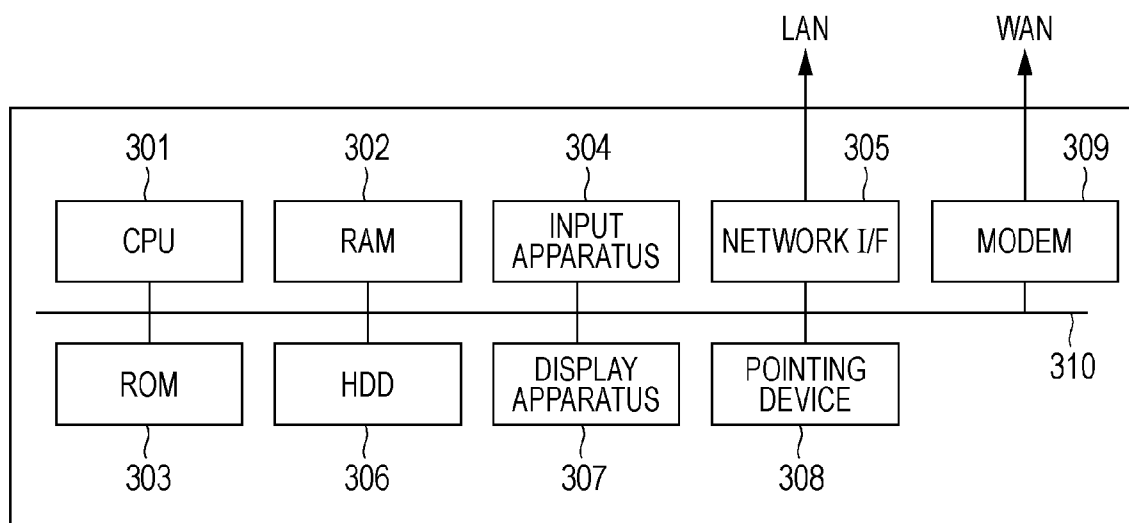 LAN
WAN
301
302
304
305
309
CPU
RAM
INPUT
APPARATUS
NETWORK I/F
MODEM
310
ROM
HDD
DISPLAY
APPARATUS
POINTING
DEVICE
303
306
307
308